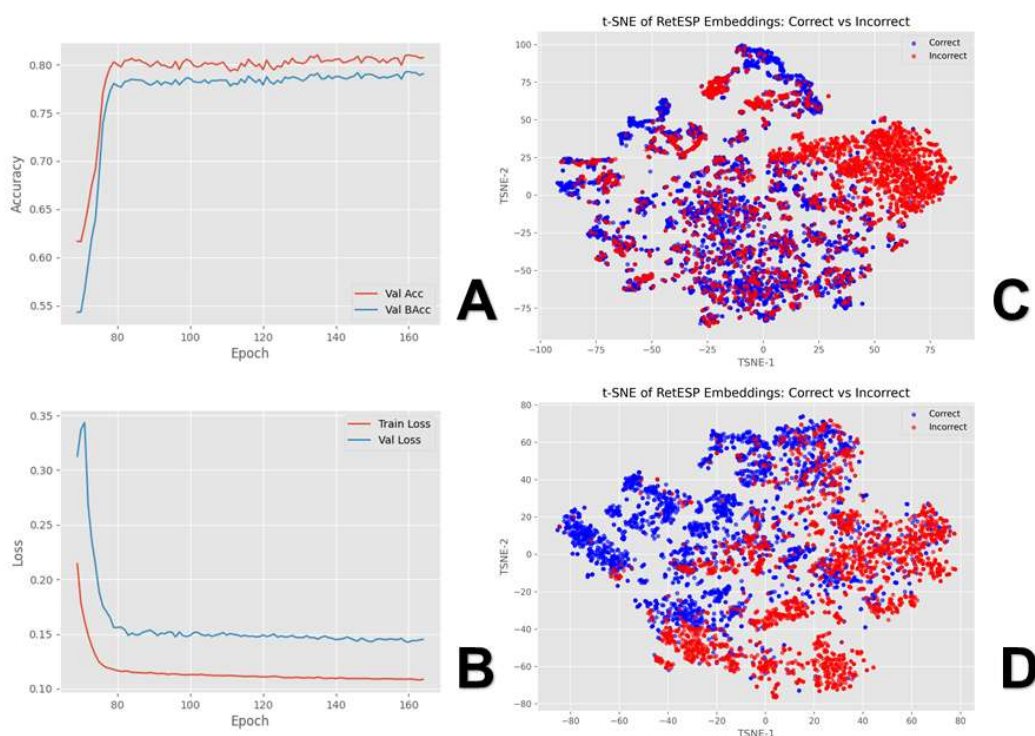 0.80
0.75
0.70
0.65
0.60
0.55
Accuracy
80
100
120
140
160
Epoch
Val Acc
Val BAcc
A
t-SNE of RetESP Embeddings: Correct vs Incorrect
Correct
Incorrect
100
75
50
25
0
−25
−50
−75
TSNE-2
−100
−75
−50
−25
0
25
50
75
TSNE-1
C
0.35
0.30
0.25
0.20
0.15
0.10
Loss
80
100
120
140
160
Epoch
Train Loss
Val Loss
B
t-SNE of RetESP Embeddings: Correct vs Incorrect
Correct
Incorrect
80
60
40
20
0
−20
−40
−60
−80
TSNE-2
−80
−60
−40
−20
0
20
40
60
80
TSNE-1
D